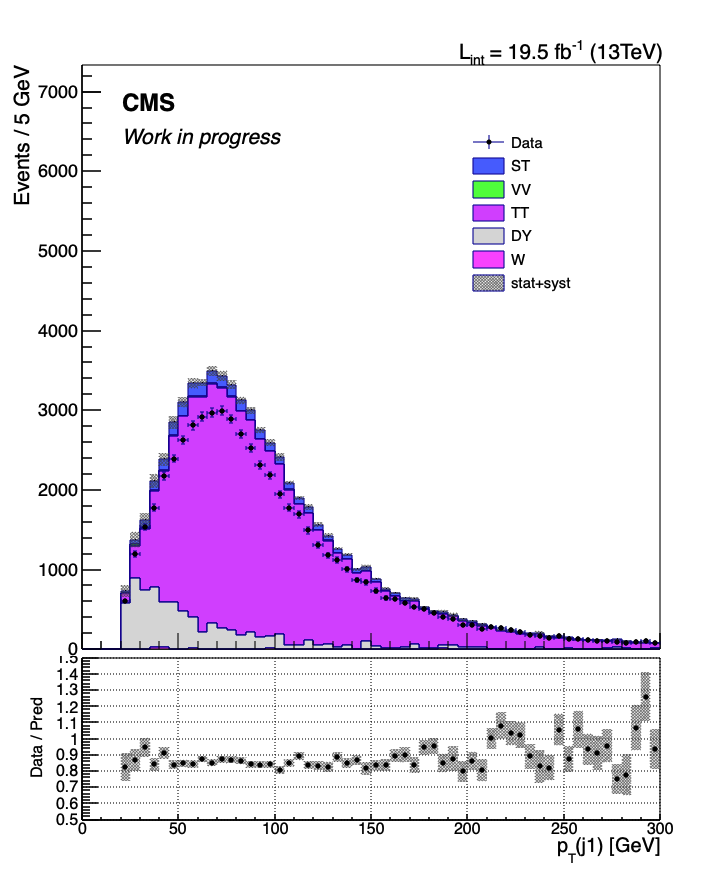 L_int = 19.5 fb⁻¹ (13TeV)
Events / 5 GeV
7000
6000
5000
4000
3000
2000
1000
0
CMS
Work in progress
Data
ST
VV
TT
DY
W
stat+syst
Data / Pred
1.5
1.4
1.3
1.2
1.1
1
0.9
0.8
0.7
0.6
0.5
0 50 100 150 200 250 300
p_T(j1) [GeV]